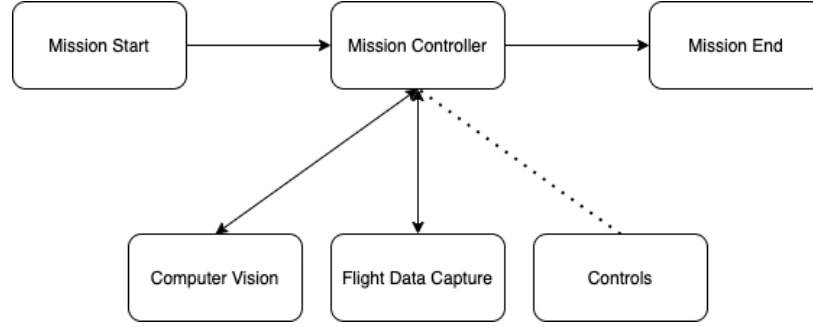 Mission Start
Mission Controller
Mission End
Computer Vision
Flight Data Capture
Controls